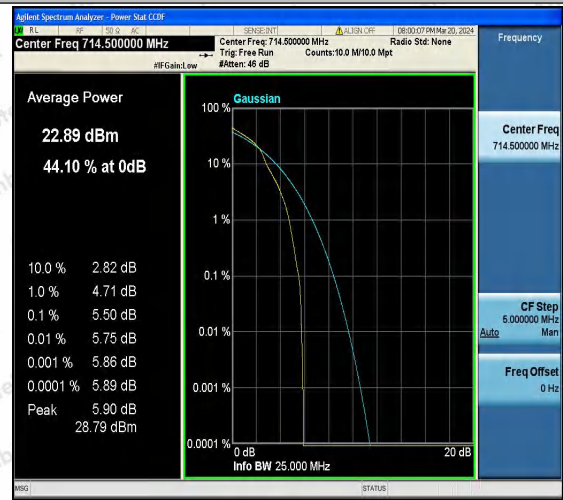 Agilent Spectrum Analyzer - Power Stat CCDF
RL RF 50 Ω AC SENSE:INT ALIGN OFF 08:00:07 PM Mar 20, 2024
Center Freq 714.500000 MHz
Center Freq: 714.500000 MHz Radio Std: None
Trig: Free Run Counts:10.0 M/10.0 Mpt
#IFGain:Low #Atten: 46 dB
Frequency
Average Power
22.89 dBm
44.10 % at 0dB
10.0 % 2.82 dB
1.0 % 4.71 dB
0.1 % 5.50 dB
0.01 % 5.75 dB
0.001 % 5.86 dB
0.0001 % 5.89 dB
Peak 5.90 dB
28.79 dBm
Gaussian
100 %
10 %
1 %
0.1 %
0.01 %
0.001 %
0.0001 %
0 dB 20 dB
Info BW 25.000 MHz
Center Freq
714.500000 MHz
CF Step
5.000000 MHz
Auto Man
Freq Offset
0 Hz
MSG STATUS